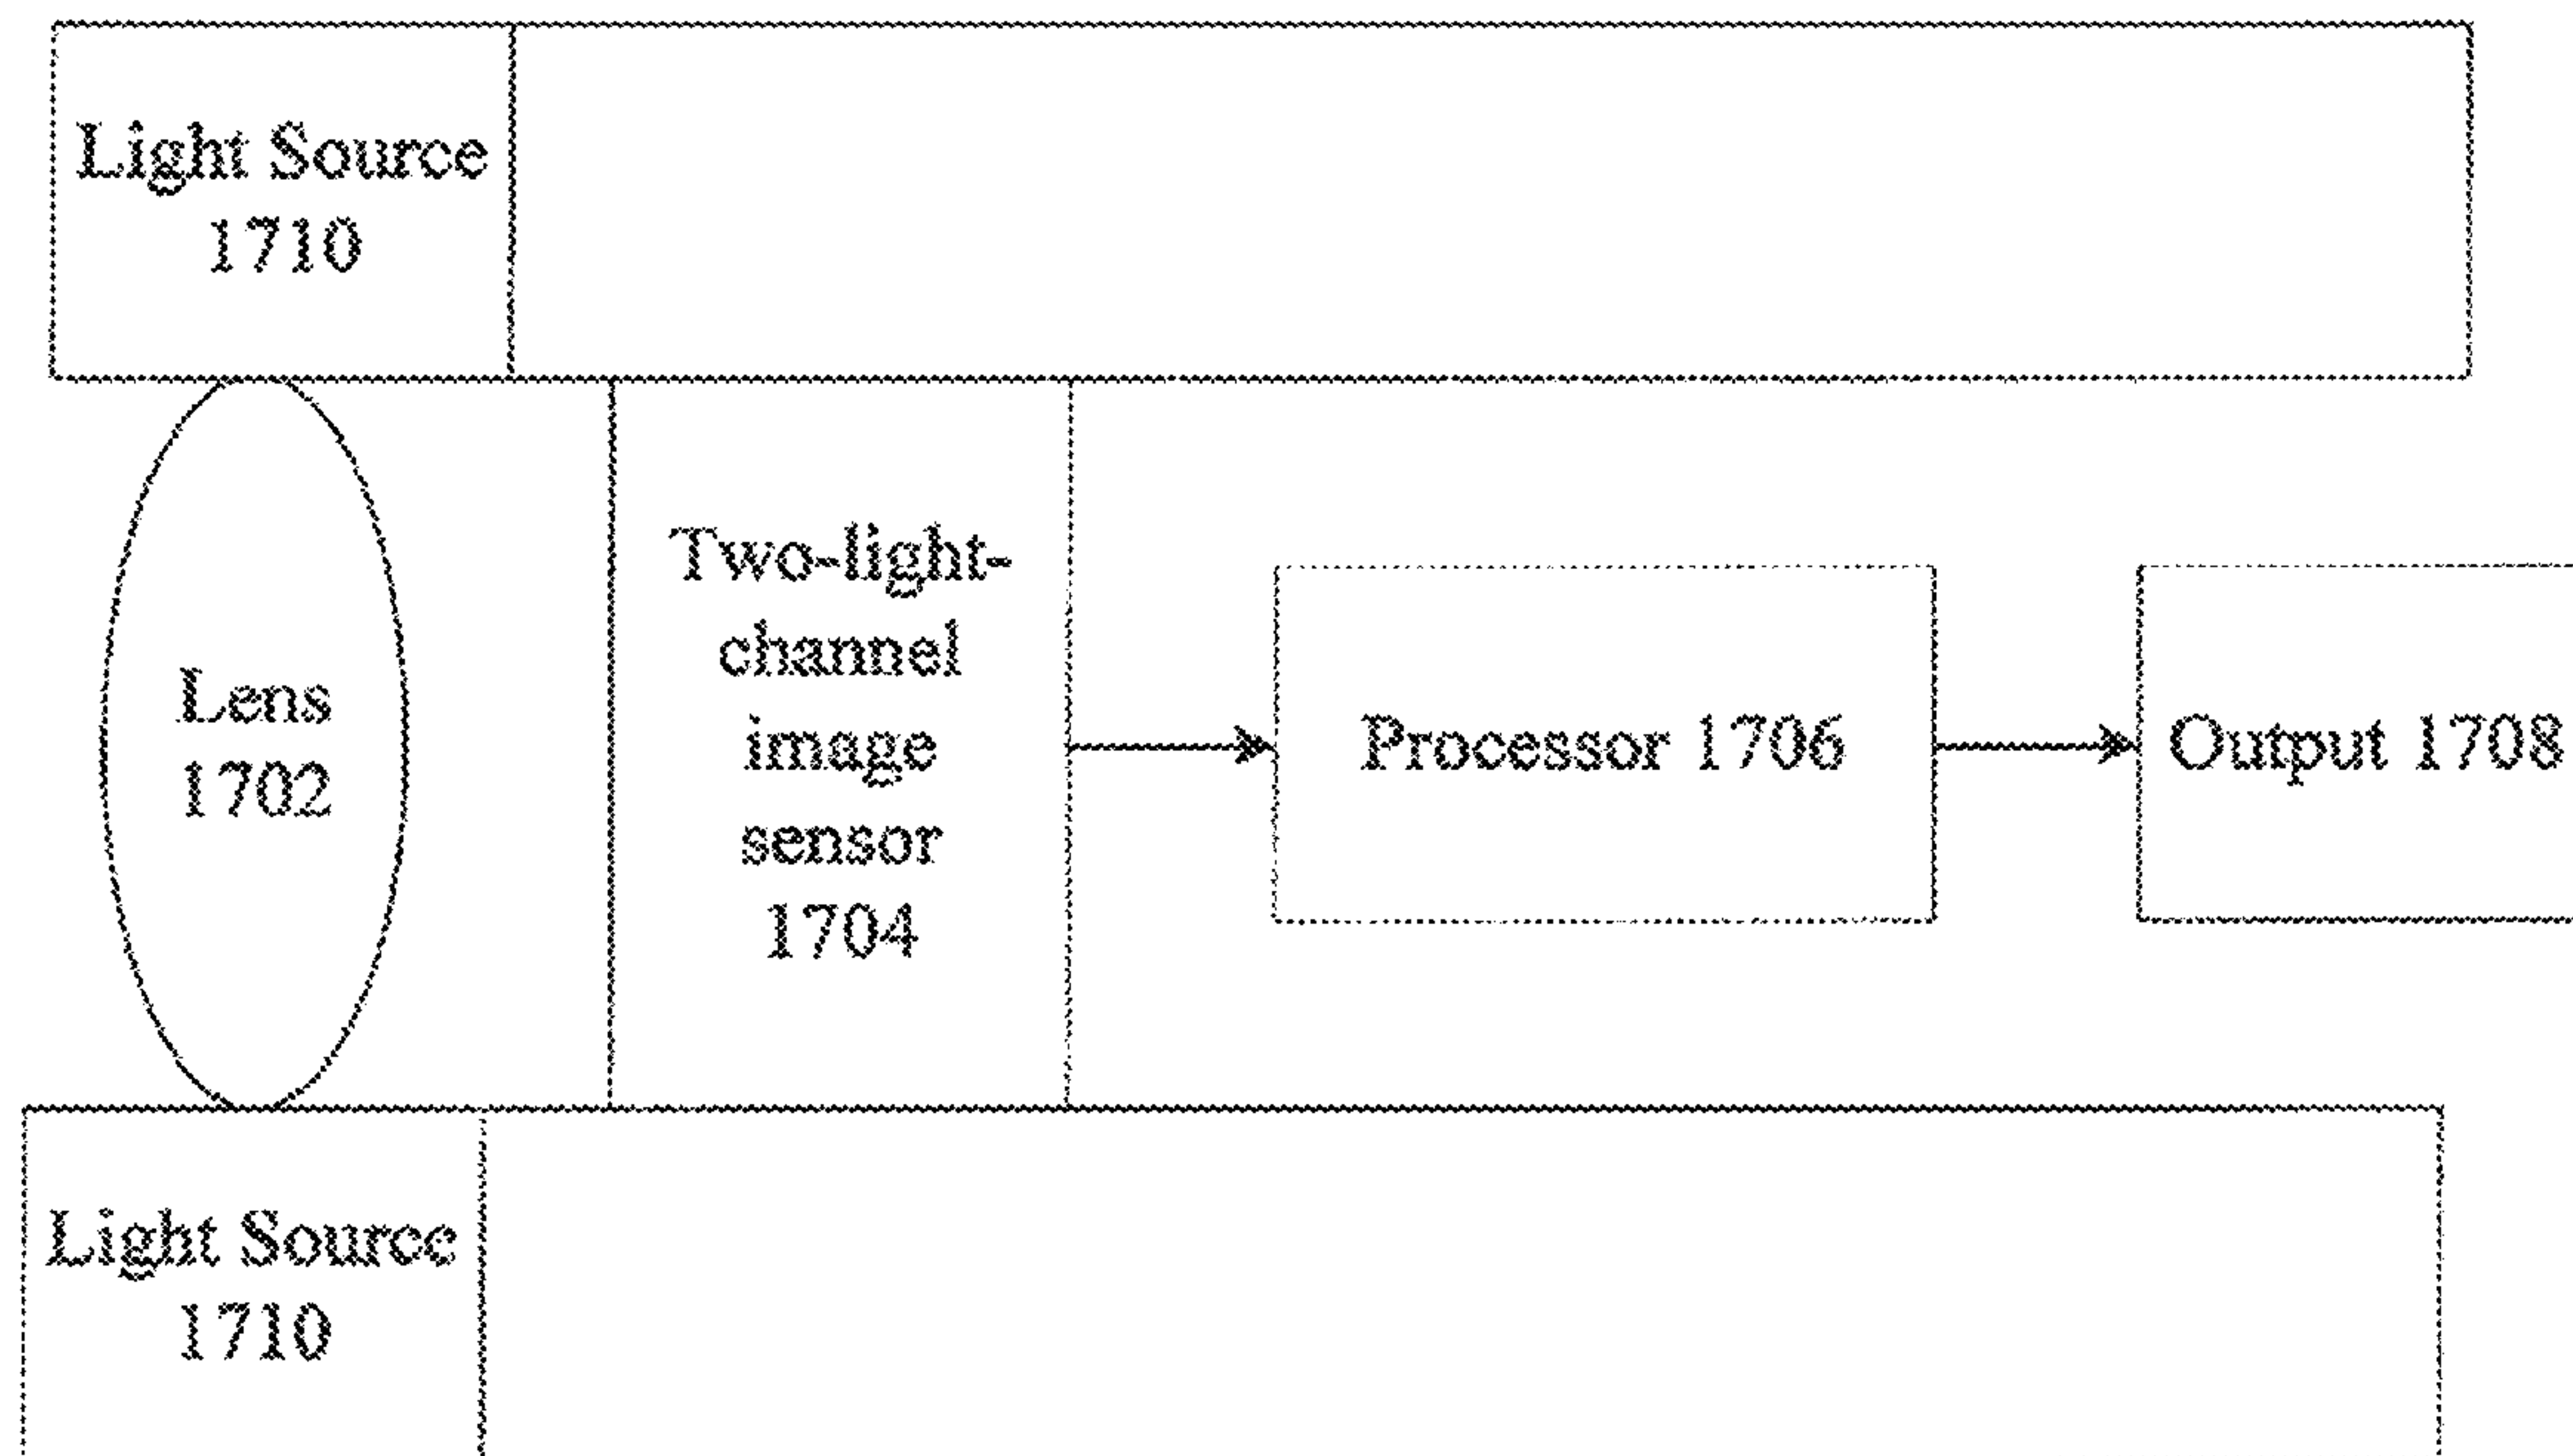 Light Source
1710
Lens
1702
Two-light-
channel
image
sensor
1704
Processor 1706
Output 1708
Light Source
1710